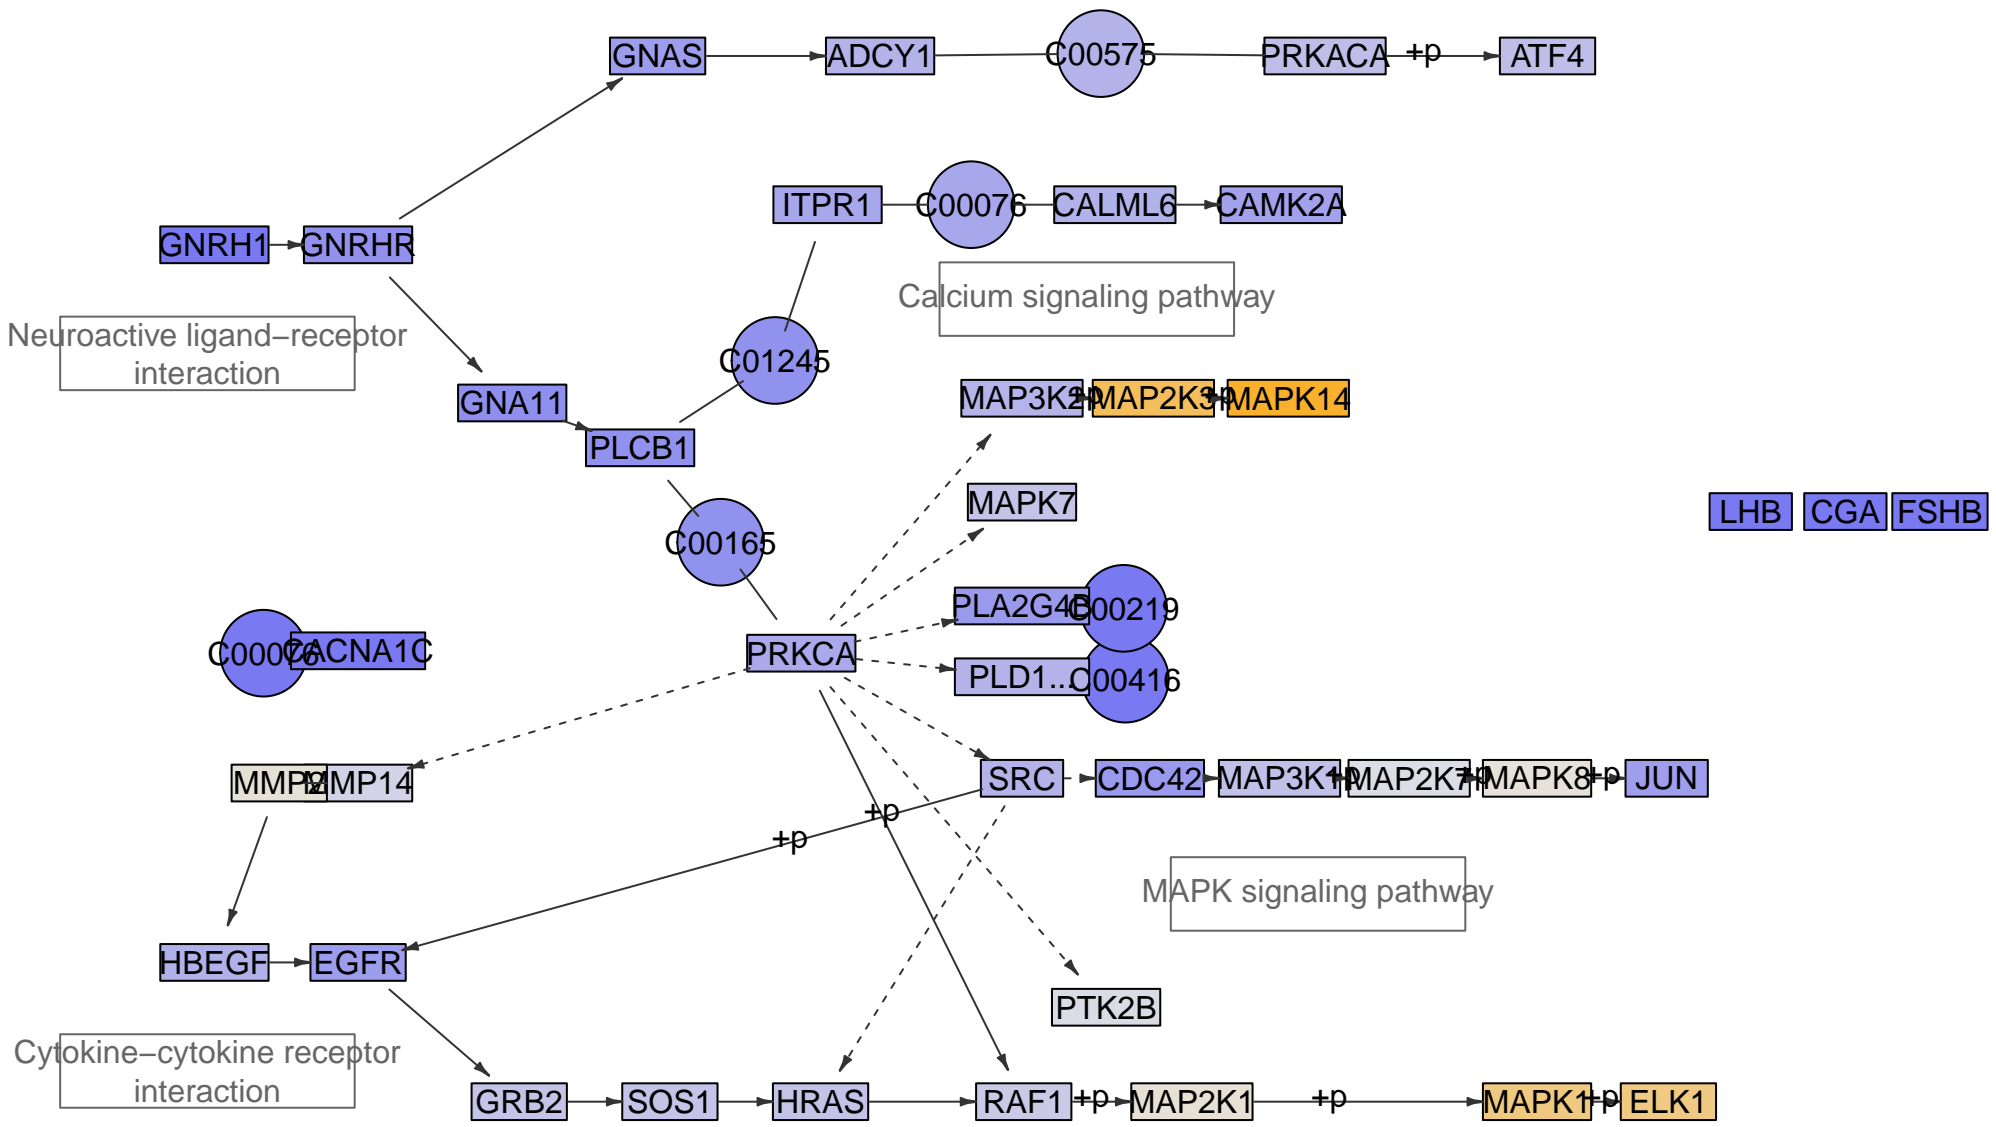 GNAS
ADCY1
C00575
PRKACA
+p
ATF4
ITPR1
C00076
CALML6
CAMK2A
GNRH1
GNRHR
Calcium signaling pathway
Neuroactive ligand–receptor
interaction
C01245
GNA11
MAP3K2
+p
MAP2K3
+p
MAPK14
PLCB1
MAPK7
LHB
CGA
FSHB
C00165
PLA2G4B
C00219
C00076
CACNA1C
PRKCA
PLD1...
C00416
MMP2
MMP14
SRC
CDC42
MAP3K1
+p
MAP2K7
+p
MAPK8
+p
JUN
+p
+p
MAPK signaling pathway
HBEGF
EGFR
PTK2B
Cytokine–cytokine receptor
interaction
GRB2
SOS1
HRAS
RAF1
+p
MAP2K1
+p
MAPK1
+p
ELK1